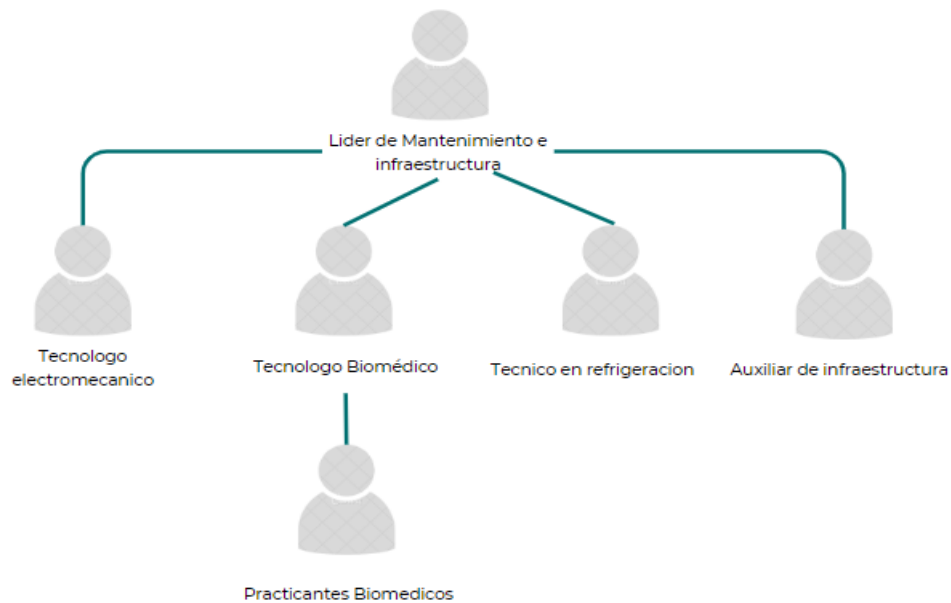 Lider de Mantenimiento e
infraestructura
Tecnologo
electromecanico
Tecnologo Biomédico
Tecnico en refrigeracion
Auxiliar de infraestructura
Practicantes Biomedicos